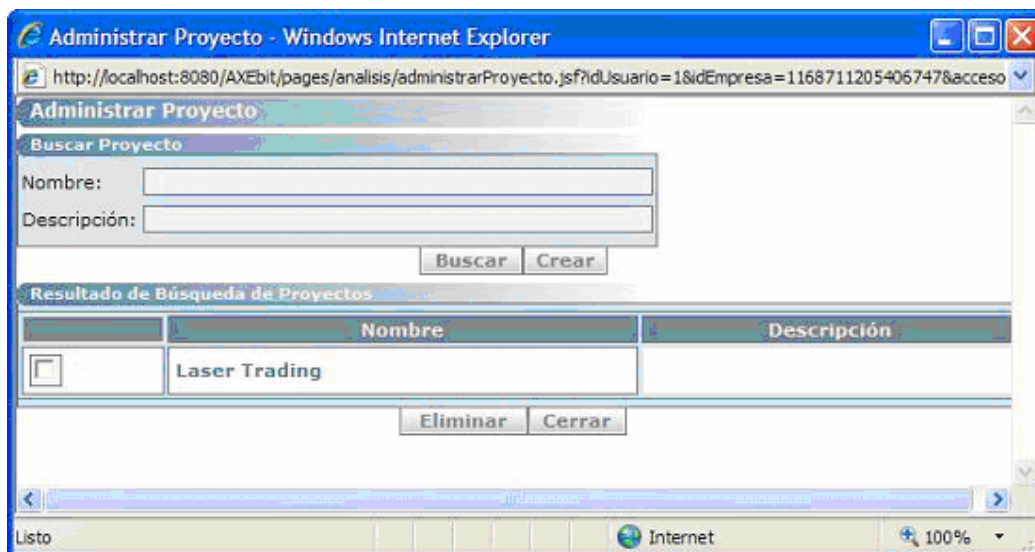 Administrar Proyecto - Windows Internet Explorer
http://localhost:8080/AXEbit/pages/analisis/administrarProyecto.jsf?idUsuario=1&idEmpresa=1168711205406747&acceso
Administrar Proyecto
Buscar Proyecto
Nombre:
Descripción:
Buscar Crear
Resultado de Búsqueda de Proyectos
Nombre Descripción
Laser Trading
Eliminar Cerrar
Listo Internet 100%